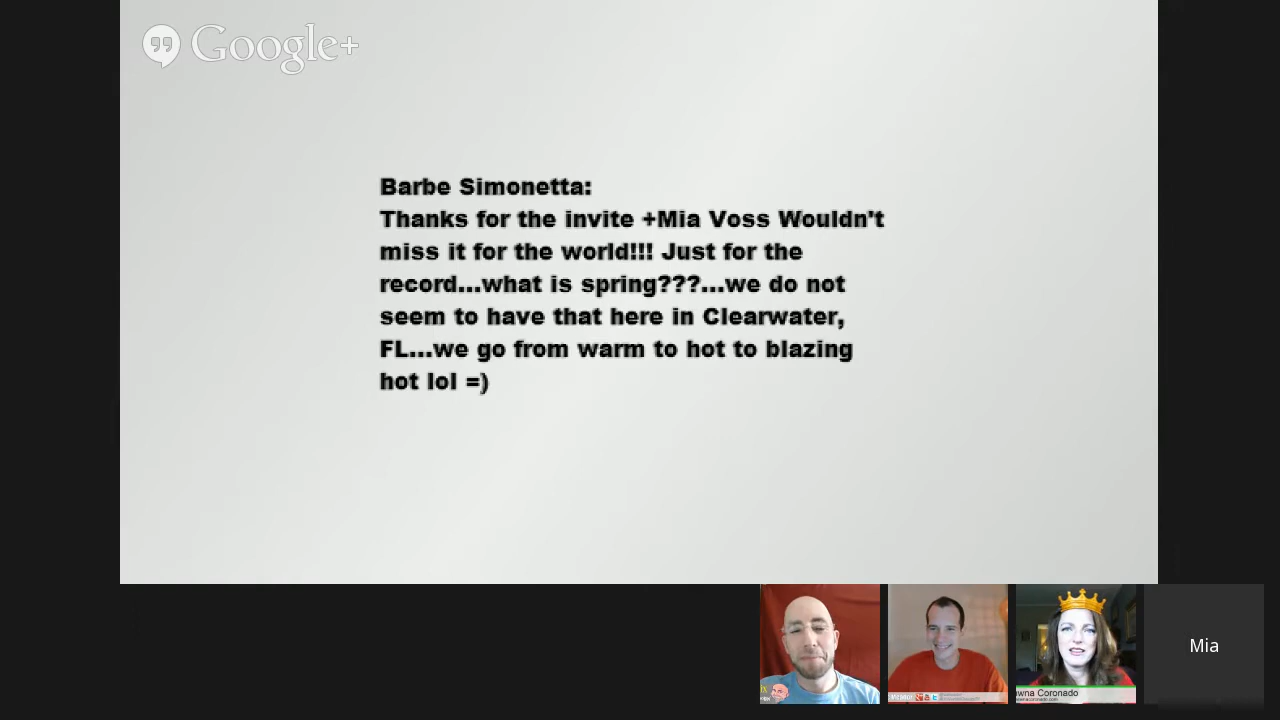 Google+
Barbe Simonetta:
Thanks for the invite +Mia Voss Wouldn't
miss it for the world!!! Just for the
record...what is spring???...we do not
seem to have that here in Clearwater,
FL...we go from warm to hot to blazing
hot lol =)
Mia
wna Coronado